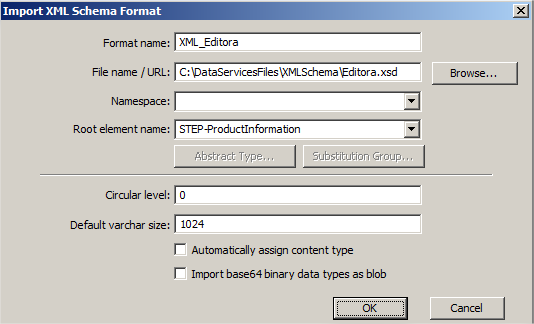 Import XML Schema Format
Format name: XML_Editora
File name / URL: C:\DataServicesFiles\XMLSchema\Editora.xsd Browse...
Namespace:
Root element name: STEP-ProductInformation
Abstract Type... Substitution Group...
Circular level: 0
Default varchar size: 1024
Automatically assign content type
Import base64 binary data types as blob
OK Cancel